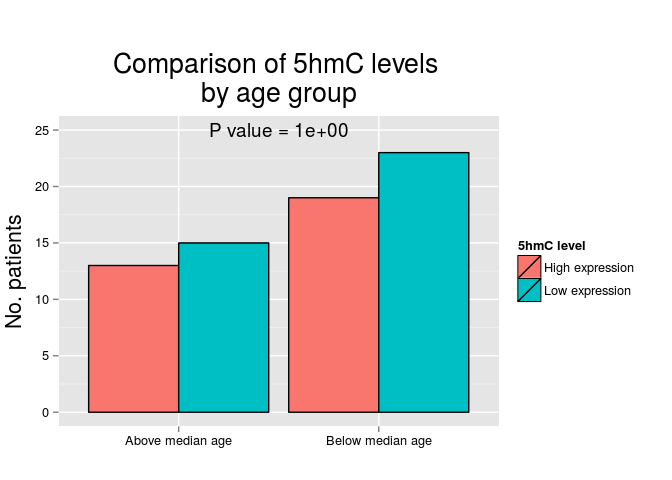 Comparison of 5hmC levels
by age group
P value = 1e+00
25
20
15
10
5
0
No. patients
Above median age
Below median age
5hmC level
High expression
Low expression